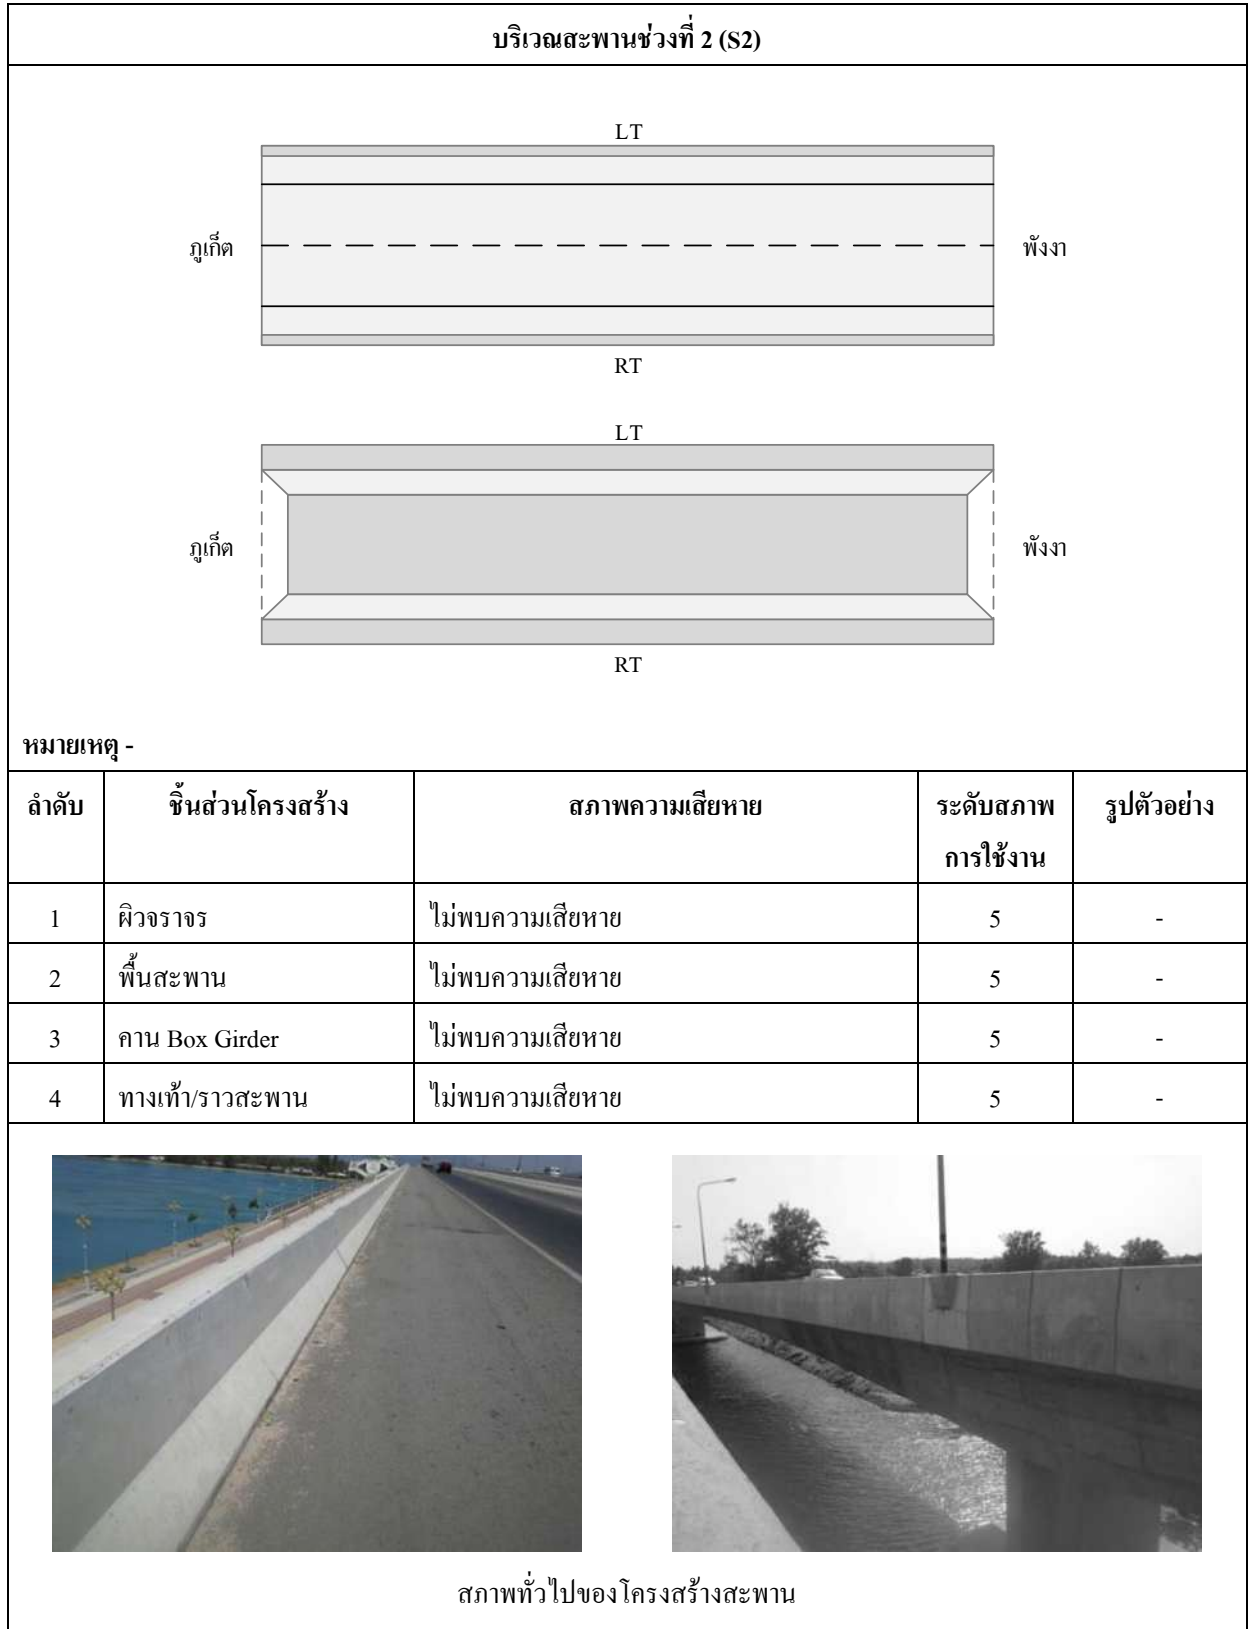 บริเวณสะพานช่วงที่ 2 (S2)
LT
ภูเก็ต
พังงา
RT
LT
ภูเก็ต
พังงา
RT
หมายเหตุ -
ลำดับ ชิ้นส่วนโครงสร้าง สภาพความเสียหาย ระดับสภาพ รูปตัวอย่าง
การใช้งาน
1 ผิวจราจร ไม่พบความเสียหาย 5 -
2 พื้นสะพาน ไม่พบความเสียหาย 5 -
3 คาน Box Girder ไม่พบความเสียหาย 5 -
4 ทางเท้า/ราวสะพาน ไม่พบความเสียหาย 5 -
สภาพทั่วไปของโครงสร้างสะพาน